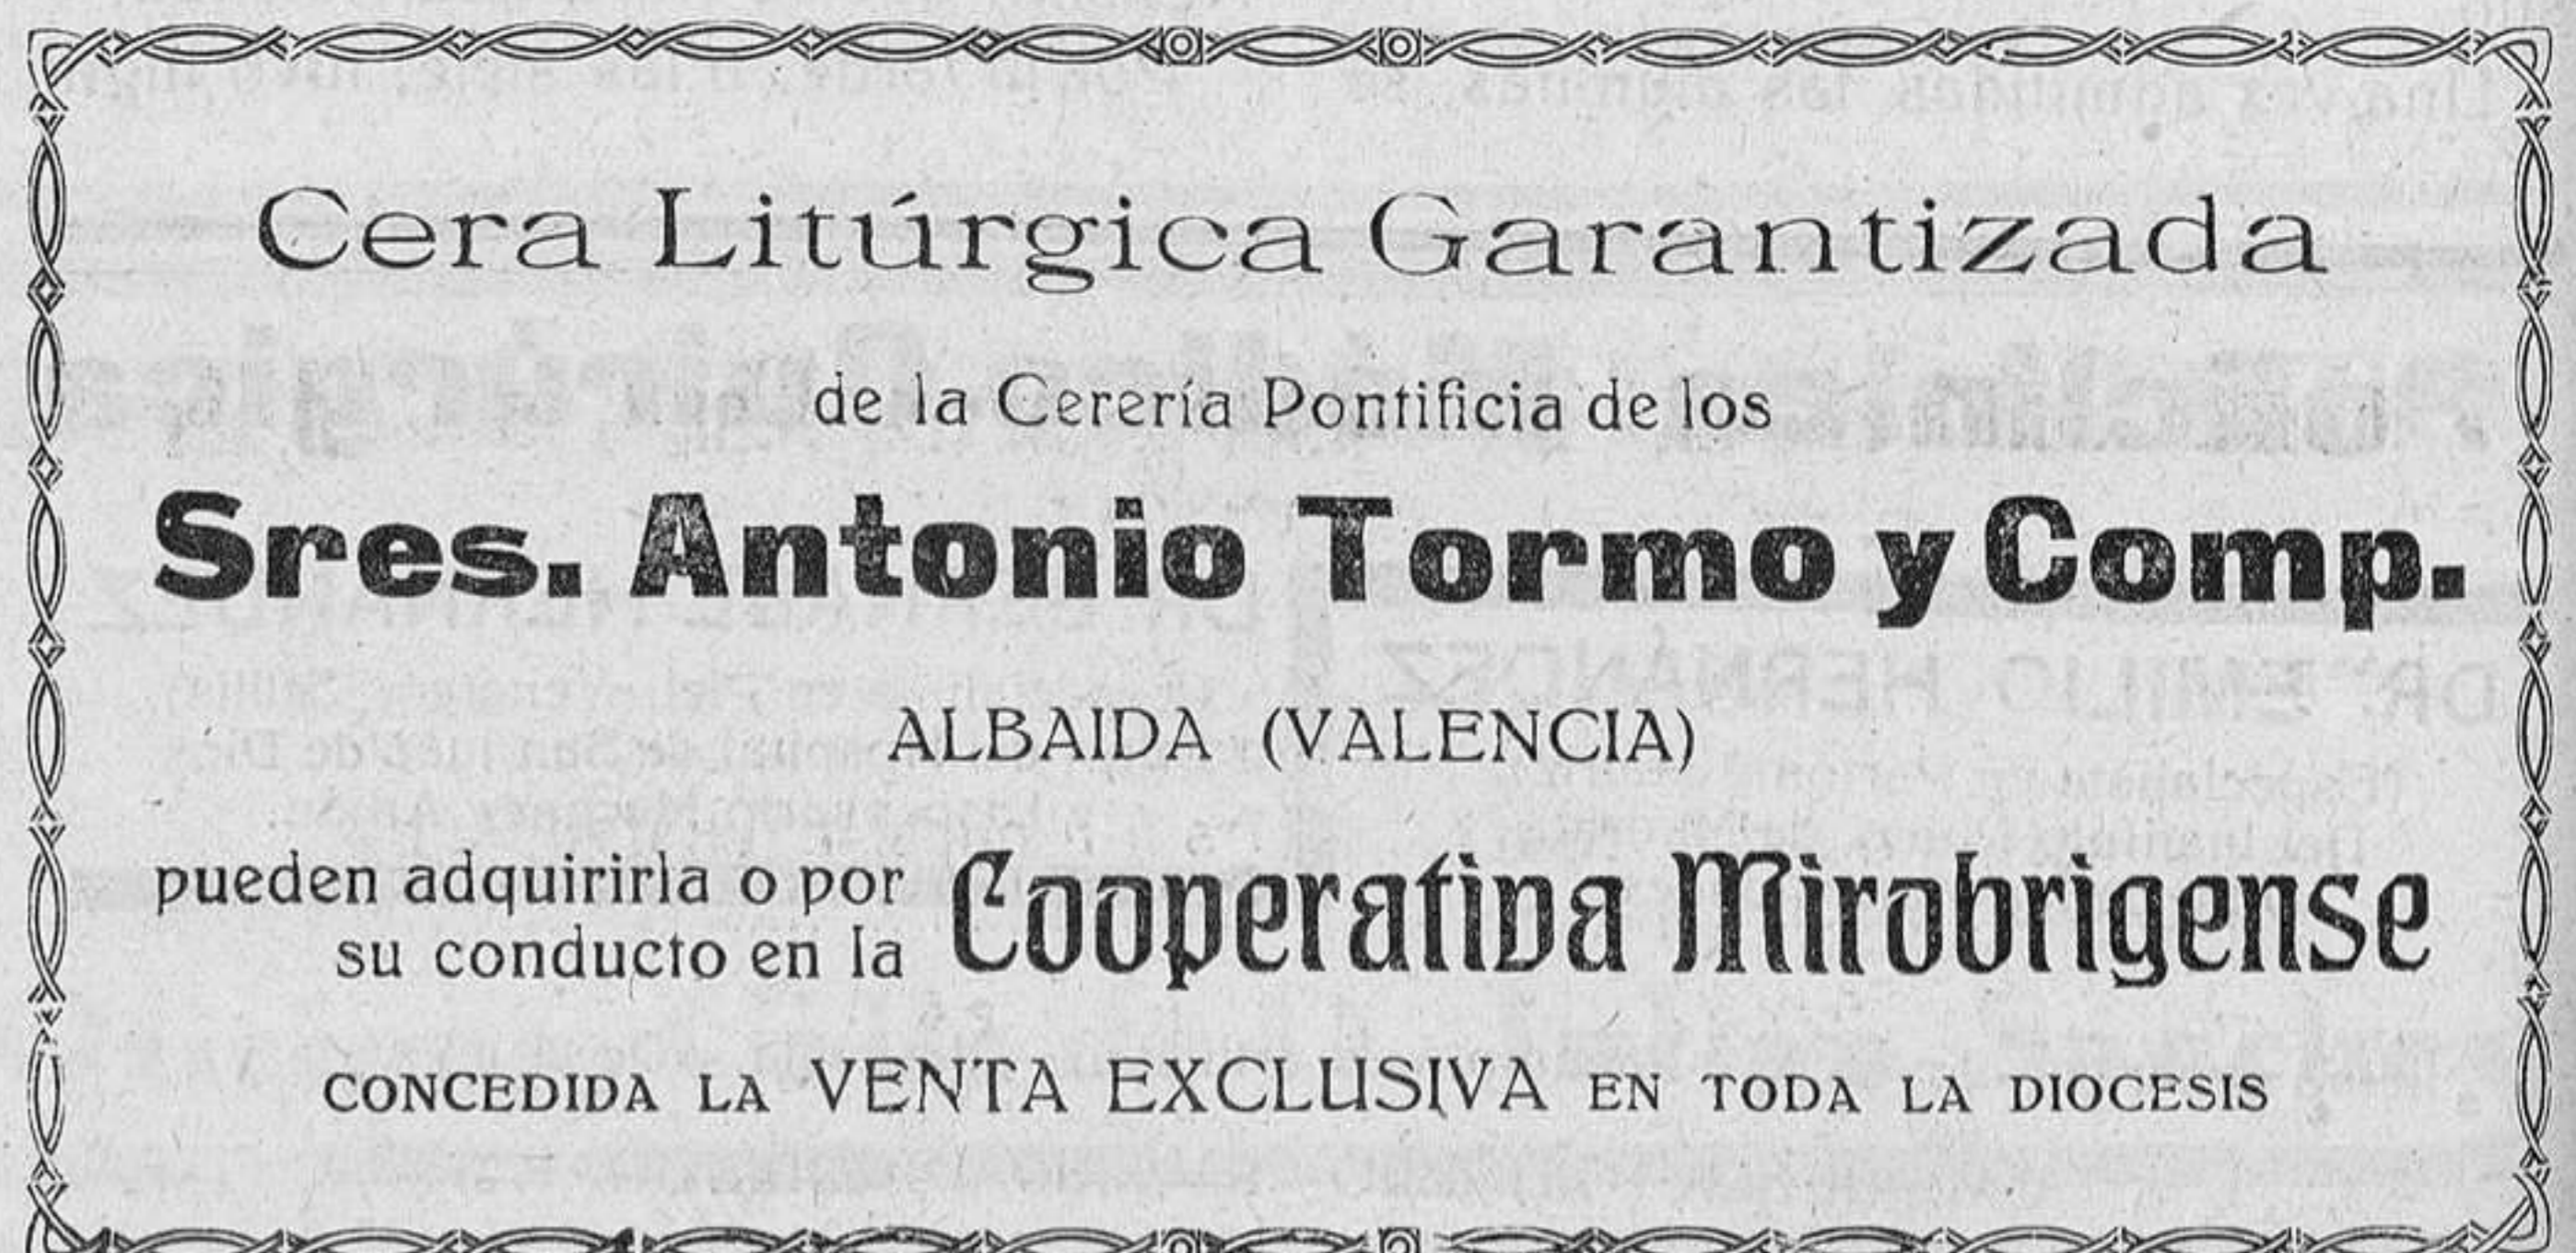 Cera Litúrgica Garantizada
de la Cerería Pontificia de los
Sres. Antonio Tormo y Comp.
ALBAIDA (VALENCIA)
pueden adquirirla o por
su conducto en la
Cooperativa Mirobrigense
CONCEDIDA LA VENTA EXCLUSIVA EN TODA LA DIOCESIS